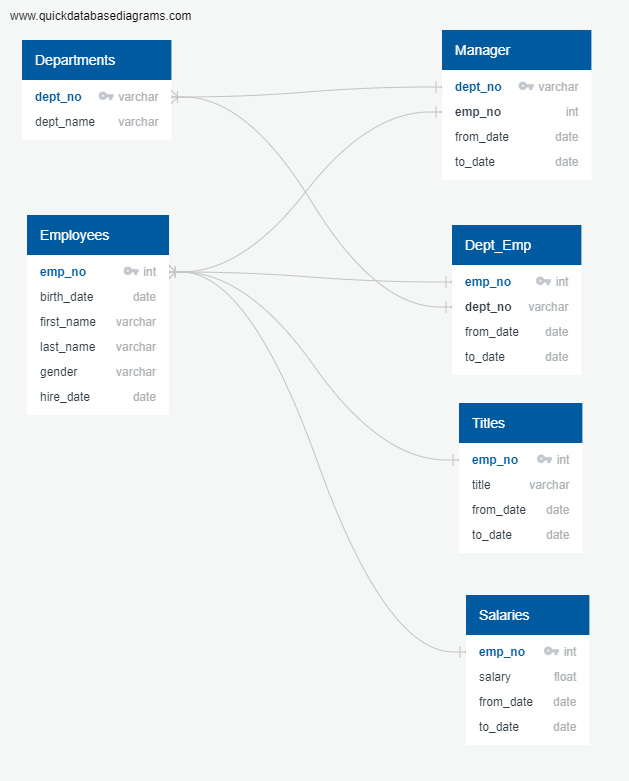 www.quickdatabasediagrams.com
Departments
dept_no varchar
dept_name varchar
Employees
emp_no int
birth_date date
first_name varchar
last_name varchar
gender varchar
hire_date date
Manager
dept_no varchar
emp_no int
from_date date
to_date date
Dept_Emp
emp_no int
dept_no varchar
from_date date
to_date date
Titles
emp_no int
title varchar
from_date date
to_date date
Salaries
emp_no int
salary float
from_date date
to_date date